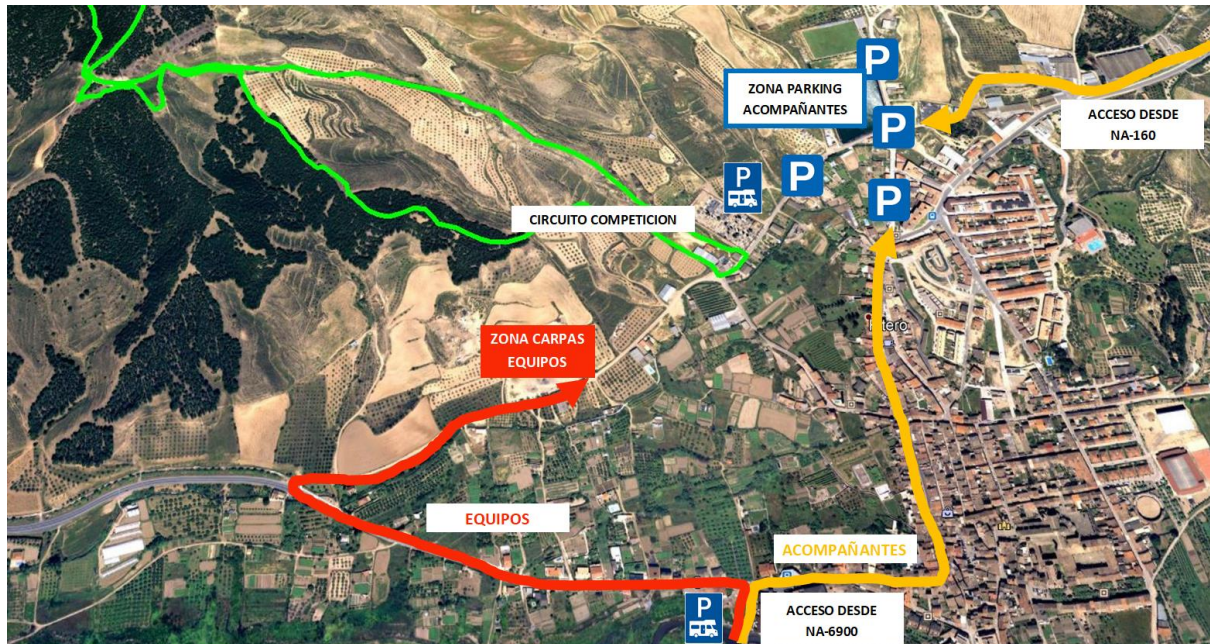 P
ZONA PARKING
ACOMPAÑANTES
ACCESO DESDE
NA-160
P
P
P
P
CIRCUITO COMPETICION
ZONA CARPAS
EQUIPOS
EQUIPOS
ACOMPAÑANTES
P
ACCESO DESDE
NA-6900